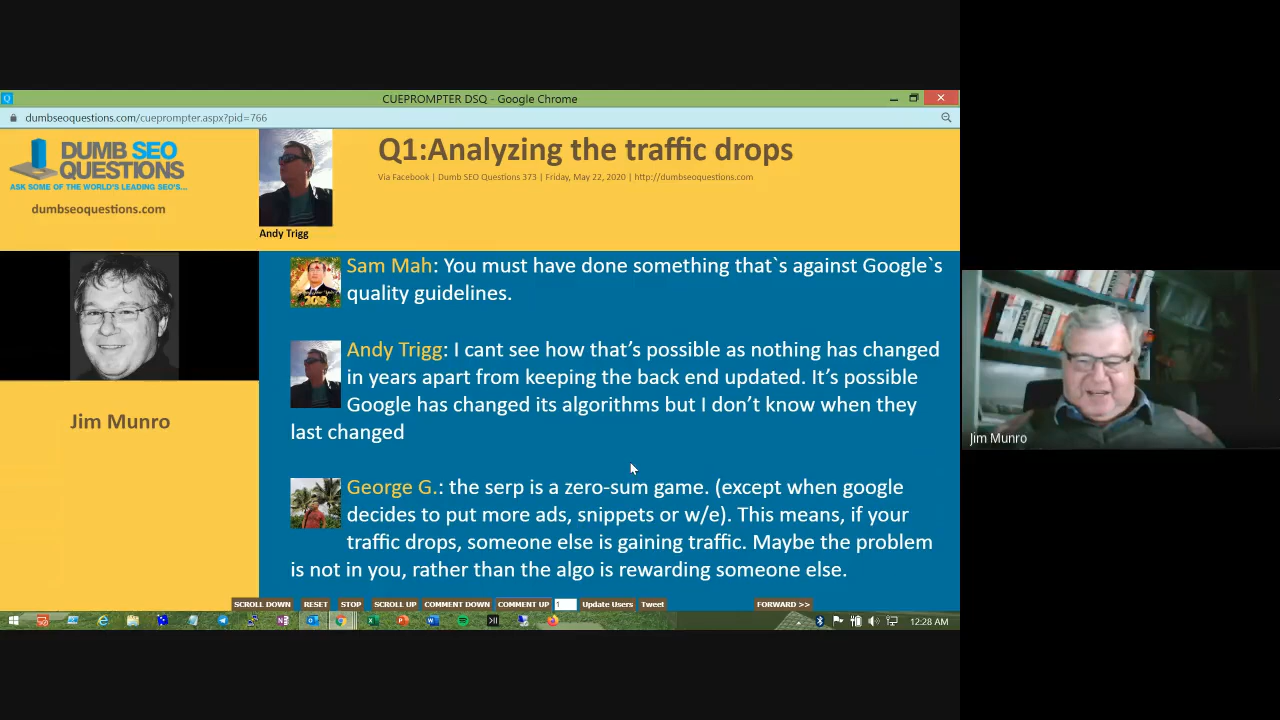 CUEPROMPTER DSQ - Google Chrome
dumbseoquestions.com/cueprompter.aspx?pid=766
DUMB SEO
QUESTIONS
ASK SOME OF THE WORLD'S LEADING SEO'S...
dumbseoquestions.com
Andy Trigg
Q1:Analyzing the traffic drops
Via Facebook | Dumb SEO Questions 373 | Friday, May 22, 2020 | http://dumbseoquestions.com
Jim Munro
Sam Mah: You must have done something that`s against Google`s
quality guidelines.
2019
Andy Trigg: I cant see how that’s possible as nothing has changed
in years apart from keeping the back end updated. It’s possible
Google has changed its algorithms but I don’t know when they
last changed
George G.: the serp is a zero-sum game. (except when google
decides to put more ads, snippets or w/e). This means, if your
traffic drops, someone else is gaining traffic. Maybe the problem
is not in you, rather than the algo is rewarding someone else.
SCROLL DOWN RESET STOP SCROLL UP COMMENT DOWN COMMENT UP 1 Update Users Tweet FORWARD >>
12:28 AM
Jim Munro